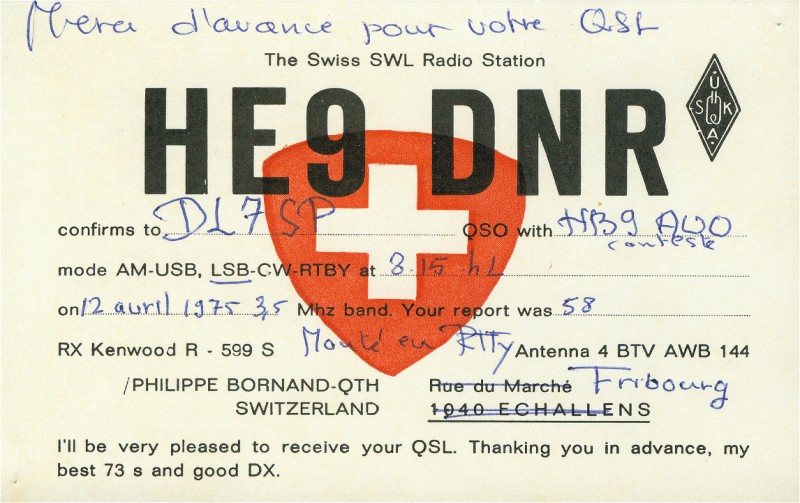 Merci d'avance pour votre QSL
The Swiss SWL Radio Station
HE9 DNR
USKA
confirms to DL7SP QSO with HB9 AUO
conteste
mode AM-USB, LSB-CW-RTBY at 8.15 hL
on 12 avril 1975 3,5 Mhz band. Your report was 58
RX Kenwood R - 599 S Monté en RTTy Antenna 4 BTV AWB 144
/PHILIPPE BORNAND-QTH Rue du Marché Fribourg
SWITZERLAND 1040 ECHALLENS
I'll be very pleased to receive your QSL. Thanking you in advance, my
best 73 s and good DX.